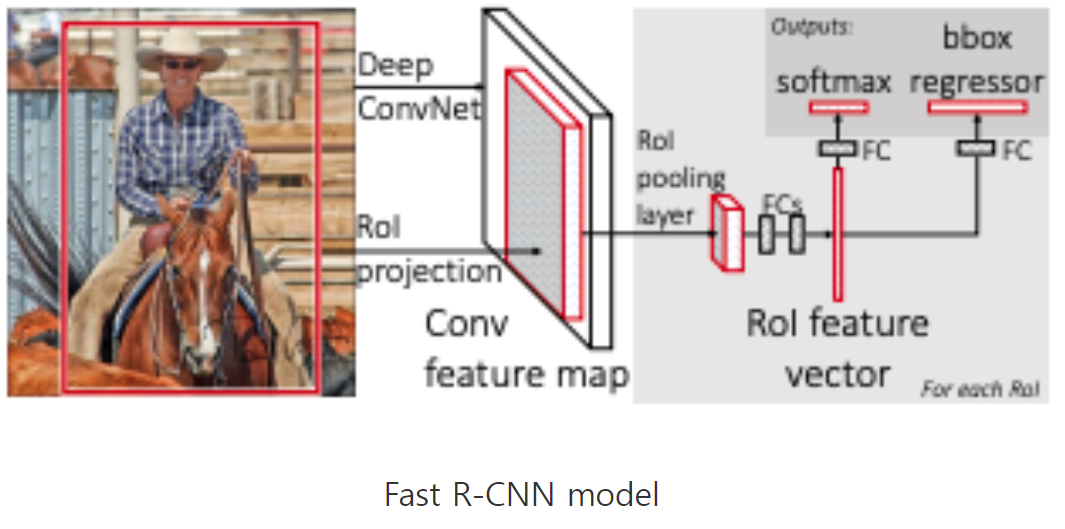 Deep
ConvNet
RoI
projection
Conv
feature map
RoI
pooling
layer
FCs
Outputs:
softmax
bbox
regressor
FC
FC
RoI feature
vector
For each RoI
Fast R-CNN model